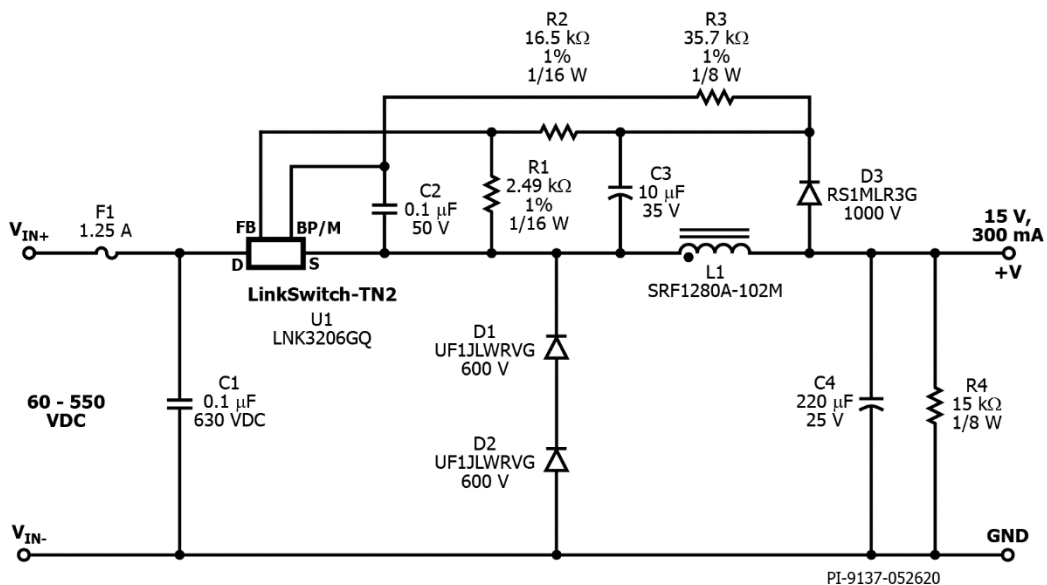 R2
16.5 kΩ
1%
1/16 W
R3
35.7 kΩ
1%
1/8 W
F1
1.25 A
VIN+
FB
BP/M
D
S
C2
0.1 μF
50 V
R1
2.49 kΩ
1%
1/16 W
C3
10 μF
35 V
D3
RS1MLR3G
1000 V
15 V,
300 mA
+V
LinkSwitch-TN2
U1
LNK3206GQ
L1
SRF1280A-102M
60 - 550
VDC
C1
0.1 μF
630 VDC
D1
UF1JLWRVG
600 V
D2
UF1JLWRVG
600 V
C4
220 μF
25 V
R4
15 kΩ
1/8 W
VIN-
GND
PI-9137-052620